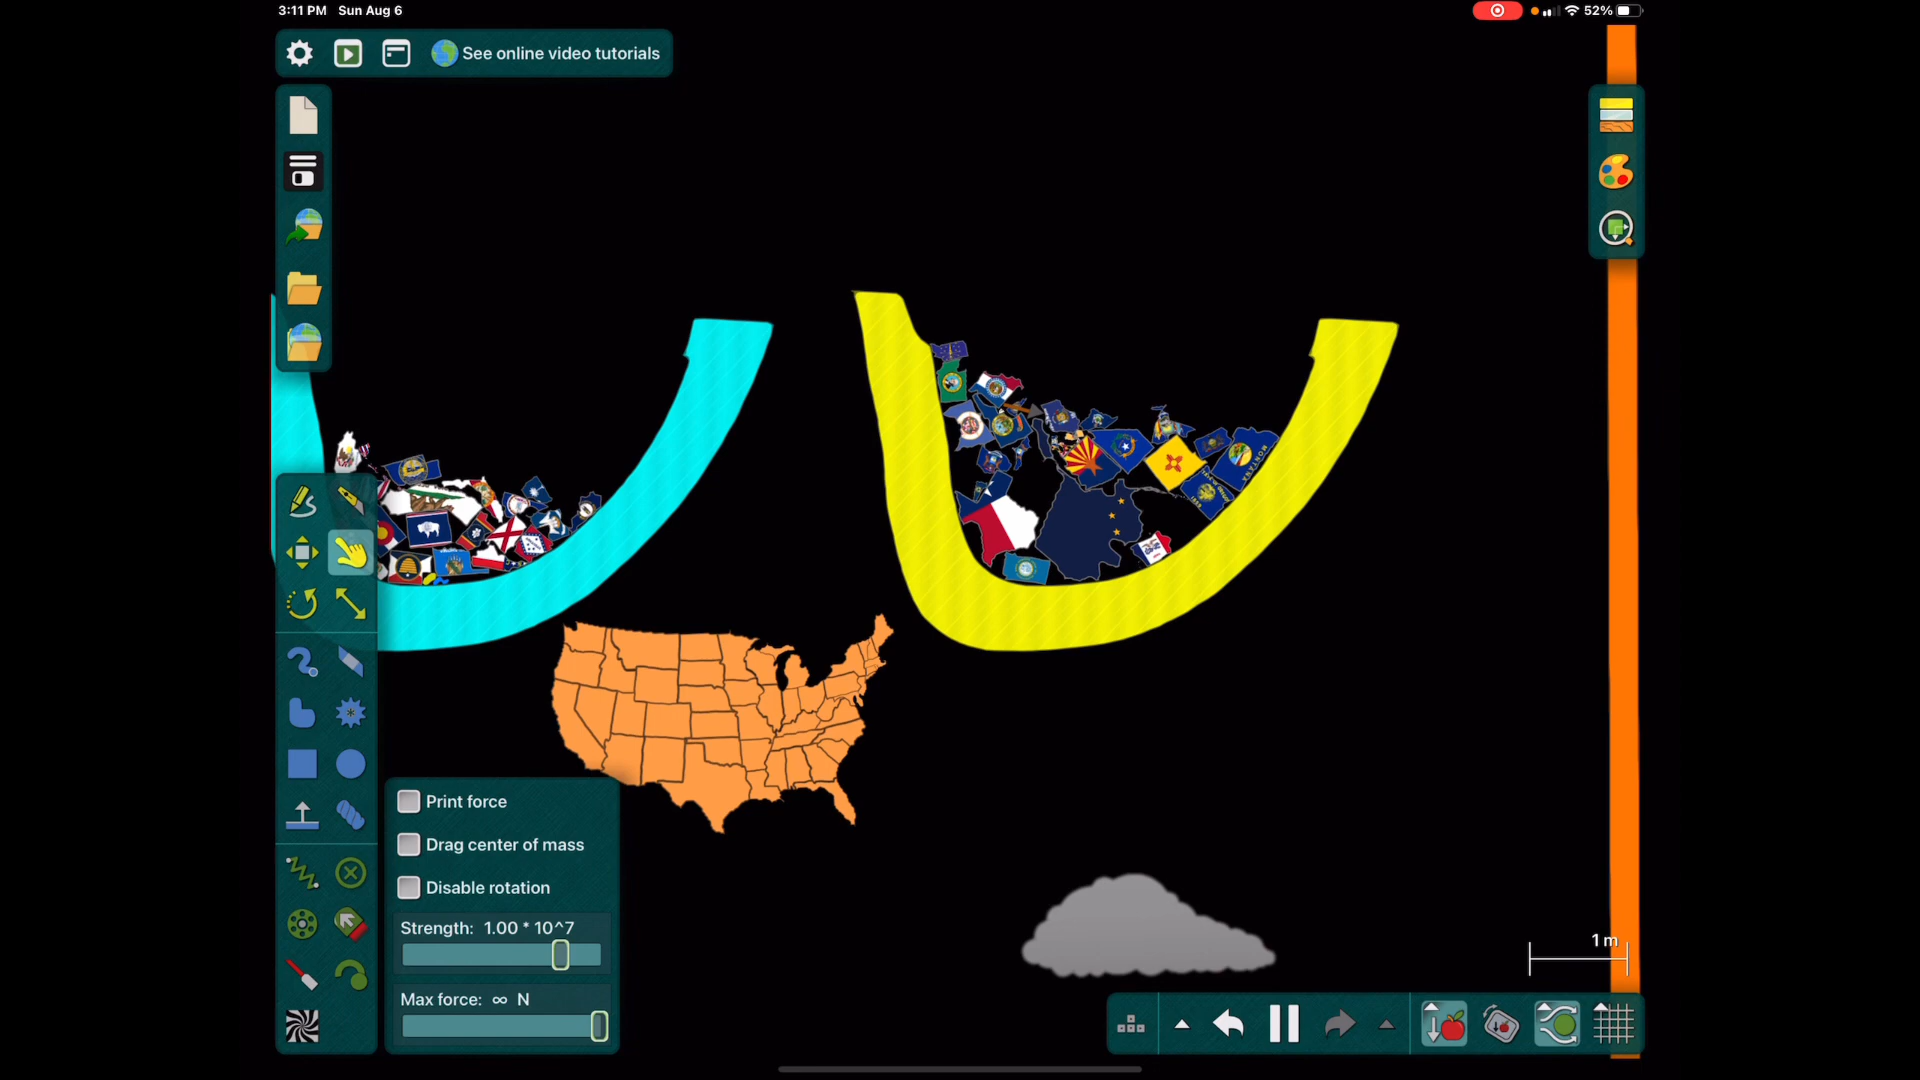 3:11 PM Sun Aug 6
52%
See online video tutorials
MONTANA
Print force
Drag center of mass
Disable rotation
Strength: 1.00 * 10^7
Max force: ∞ N
1 m